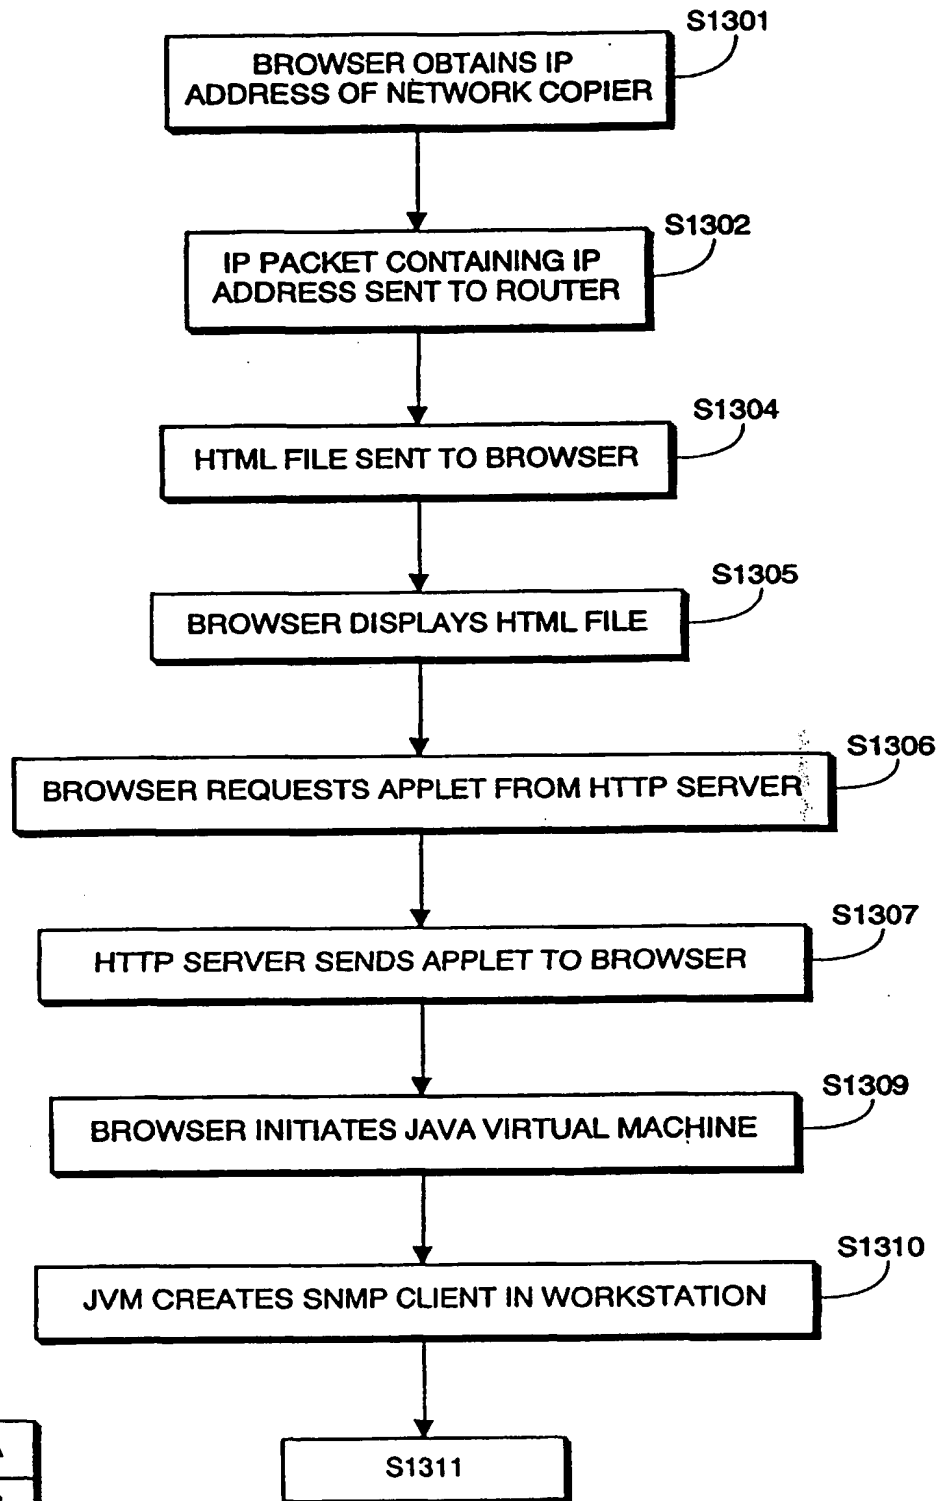 S1301
BROWSER OBTAINS IP
ADDRESS OF NETWORK COPIER
S1302
IP PACKET CONTAINING IP
ADDRESS SENT TO ROUTER
S1304
HTML FILE SENT TO BROWSER
S1305
BROWSER DISPLAYS HTML FILE
S1306
BROWSER REQUESTS APPLET FROM HTTP SERVER
S1307
HTTP SERVER SENDS APPLET TO BROWSER
S1309
BROWSER INITIATES JAVA VIRTUAL MACHINE
S1310
JVM CREATES SNMP CLIENT IN WORKSTATION
S1311